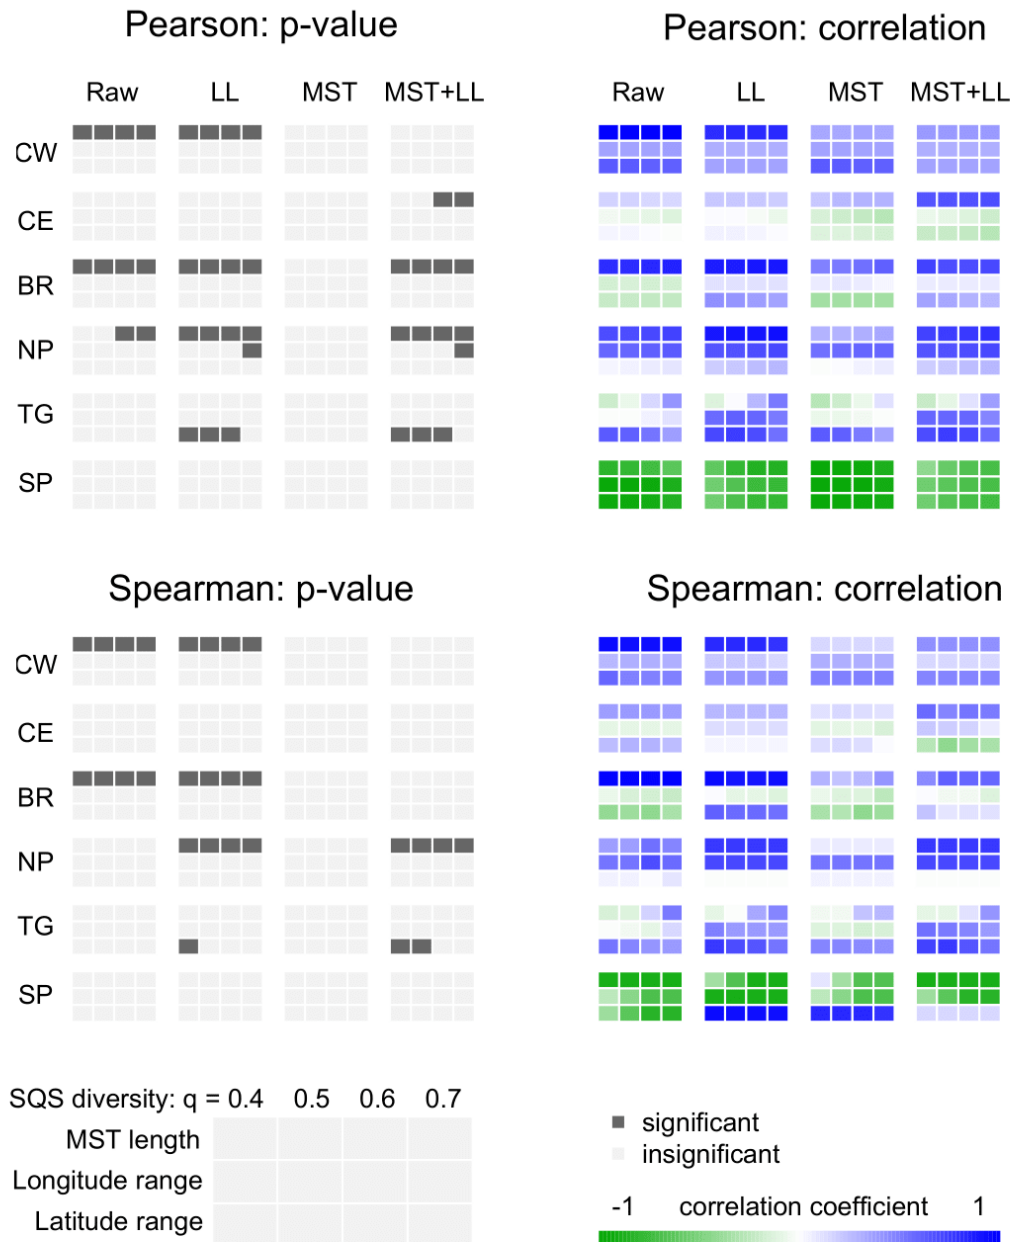 Pearson: p-value
Pearson: correlation
Raw LL MST MST+LL
Raw LL MST MST+LL
CW
CE
BR
NP
TG
SP
Spearman: p-value
Spearman: correlation
CW
CE
BR
NP
TG
SP
SQS diversity: q = 0.4 0.5 0.6 0.7
MST length
Longitude range
Latitude range
significant
insignificant
-1 correlation coefficient 1